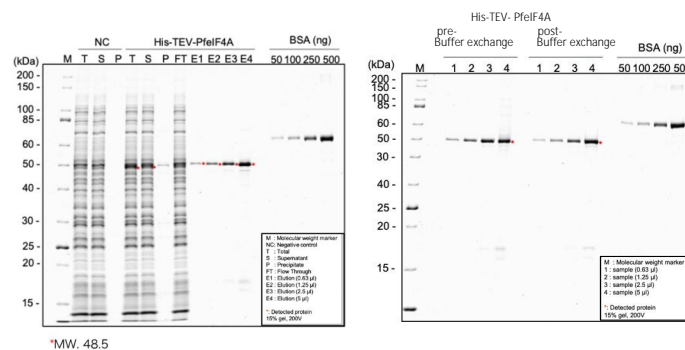 NC His-TEV-PfeIF4A BSA (ng)
(kDa) M T S P T S P FT E1 E2 E3 E4 50 100 250 500
200 -
150 -
100 -
85 -
60 -
50 -
40 -
30 -
25 -
20 -
15 -
M : Molecular weight marker
NC: Negative control
T : Total
S : Supernatant
P : Precipitate
FT : Flow Through
E1 : Elution (0.63 µl)
E2 : Elution (1.25 µl)
E3 : Elution (2.5 µl)
E4 : Elution (5 µl)
*: Detected protein
15% gel, 200V
*MW. 48.5
His-TEV- PfeIF4A
pre-
Buffer exchange
post-
Buffer exchange
BSA (ng)
(kDa) M 1 2 3 4 1 2 3 4 50 100 250 500
200 -
150 -
100 -
85 -
60 -
50 -
30 -
40 -
25 -
20 -
15 -
M : Molecular weight marker
1 : sample (0.63 µl)
2 : sample (1.25 µl)
3 : sample (2.5 µl)
4 : sample (5 µl)
*: Detected protein
15% gel, 200V